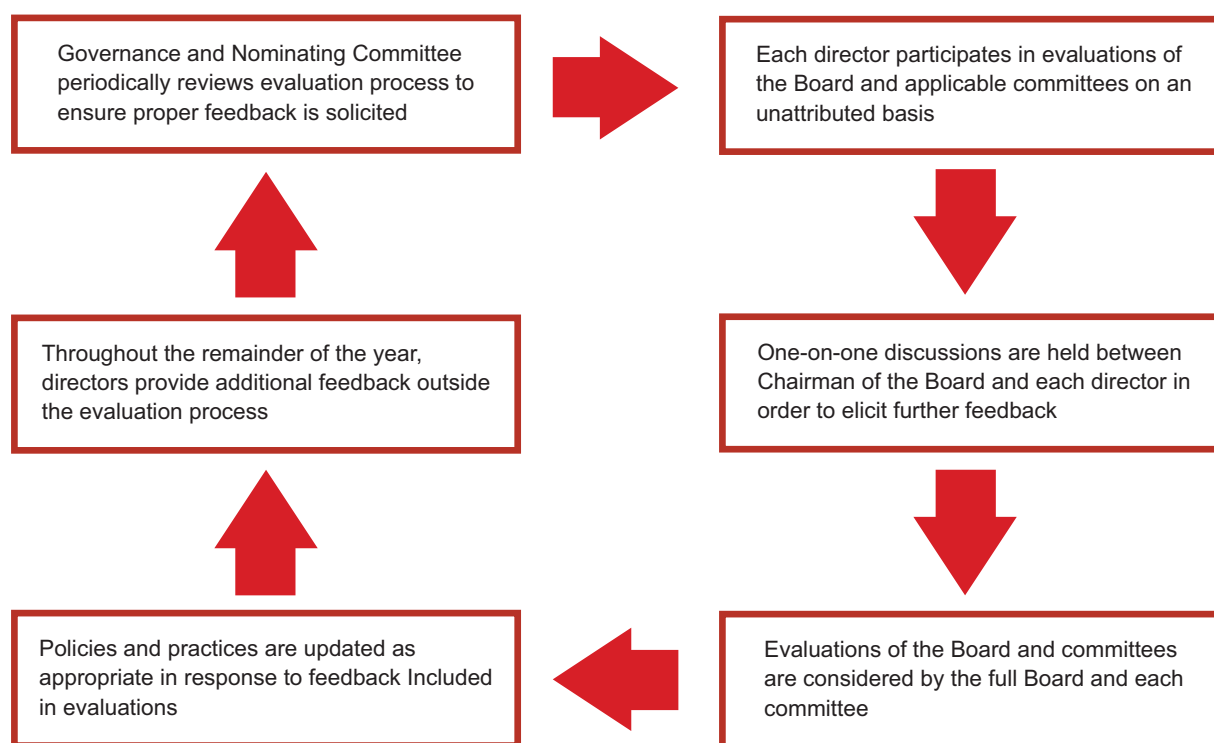 Governance and Nominating Committee
periodically reviews evaluation process to
ensure proper feedback is solicited
Each director participates in evaluations of
the Board and applicable committees on an
unattributed basis
One-on-one discussions are held between
Chairman of the Board and each director in
order to elicit further feedback
Evaluations of the Board and committees
are considered by the full Board and each
committee
Policies and practices are updated as
appropriate in response to feedback Included
in evaluations
Throughout the remainder of the year,
directors provide additional feedback outside
the evaluation process